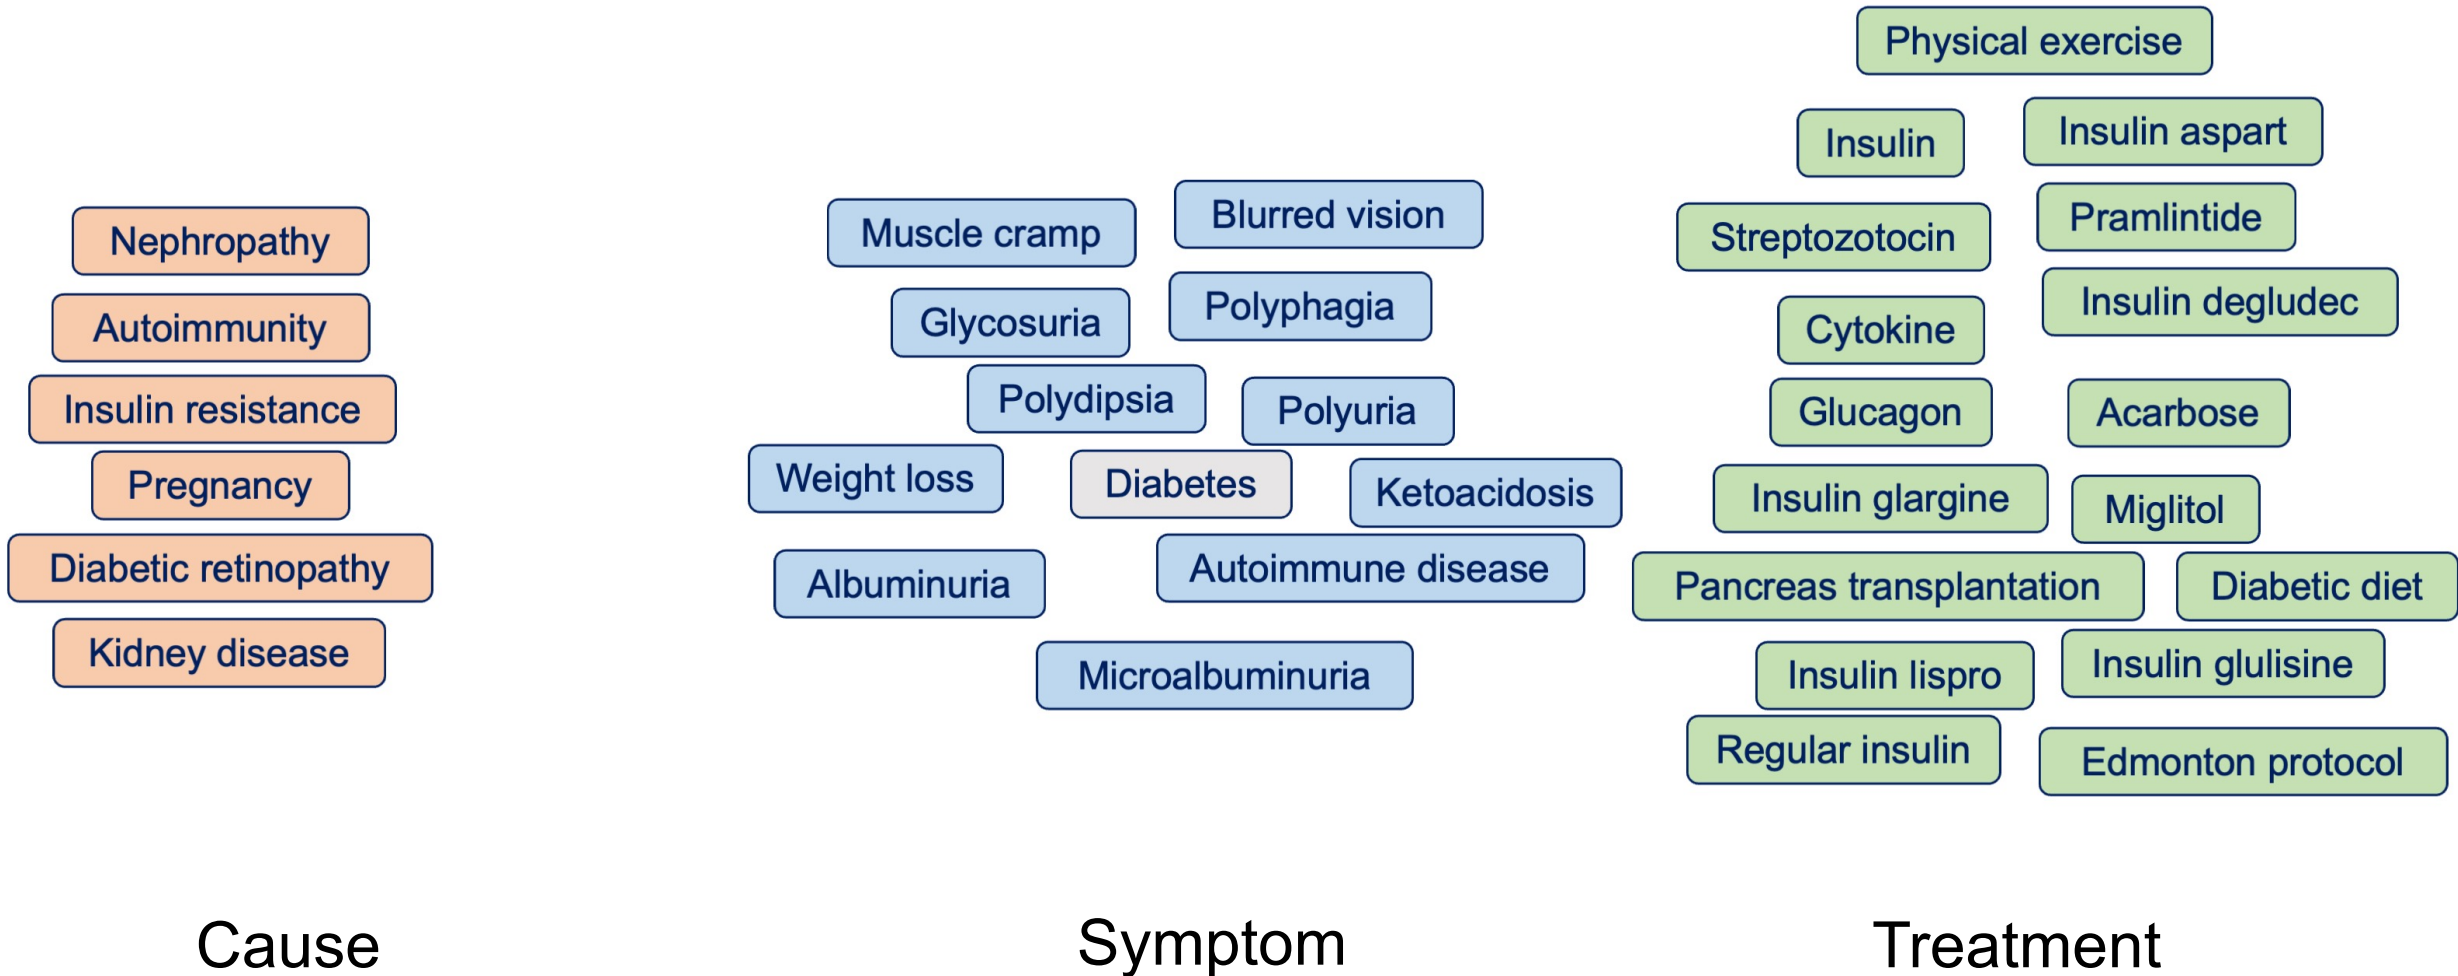 Nephropathy
Autoimmunity
Insulin resistance
Pregnancy
Diabetic retinopathy
Kidney disease
Cause
Muscle cramp
Blurred vision
Glycosuria
Polyphagia
Polydipsia
Polyuria
Weight loss
Diabetes
Ketoacidosis
Albuminuria
Autoimmune disease
Microalbuminuria
Symptom
Physical exercise
Insulin
Insulin aspart
Streptozotocin
Pramlintide
Insulin degludec
Cytokine
Glucagon
Acarbose
Insulin glargine
Miglitol
Pancreas transplantation
Diabetic diet
Insulin lispro
Insulin glulisine
Regular insulin
Edmonton protocol
Treatment